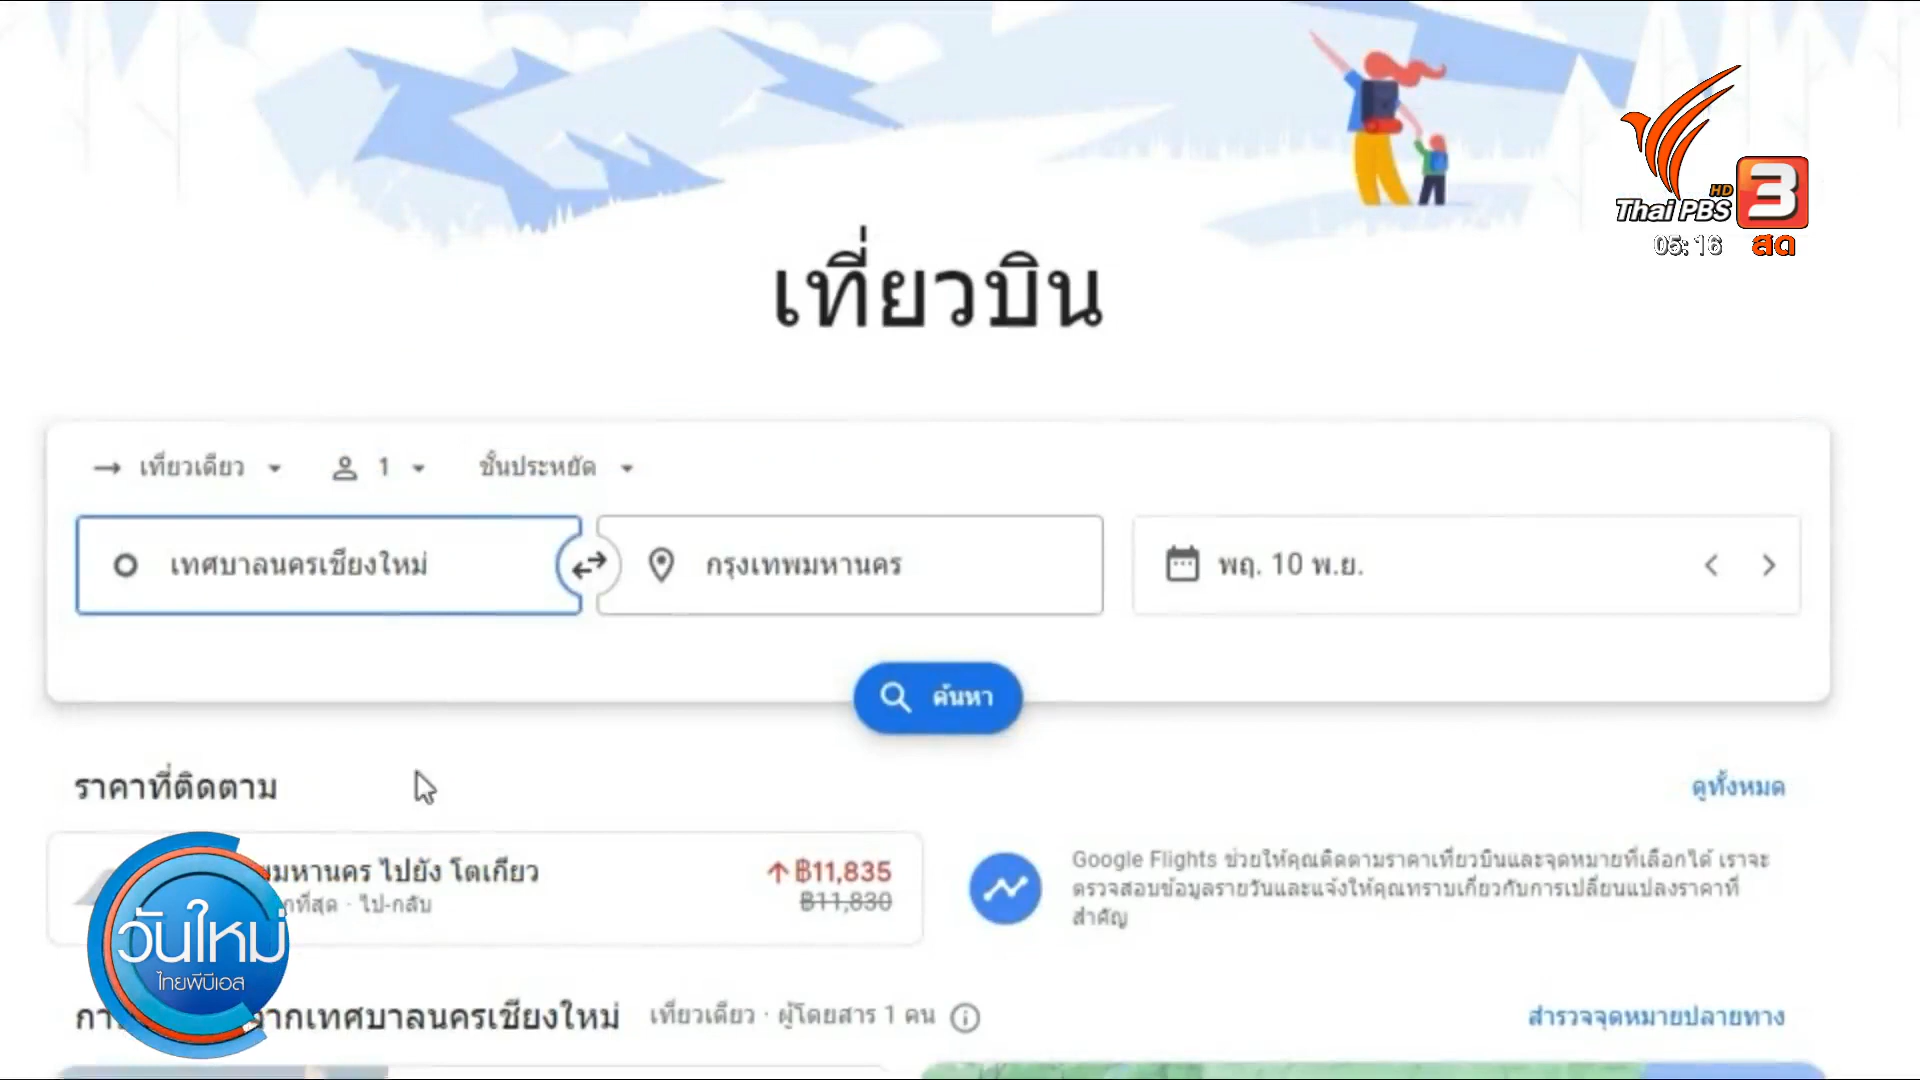 HD
Thai PBS 3
05:16 สด
เที่ยวบิน
เที่ยวเดียว 1 ชั้นประหยัด
เทศบาลนครเชียงใหม่ กรุงเทพมหานคร พฤ. 10 พ.ย.
ค้นหา
ราคาที่ติดตาม ดูทั้งหมด
ไปยัง โตเกียว ฿11,835
ไป-กลับ ฿11,830
Google Flights ช่วยให้คุณติดตามราคาเที่ยวบินและจุดหมายที่เลือกได้ เราจะ
ตรวจสอบข้อมูลรายวันและแจ้งให้คุณทราบเกี่ยวกับการเปลี่ยนแปลงราคาที่
สำคัญ
วันใหม่
ไทยพีบีเอส
จากเทศบาลนครเชียงใหม่ เที่ยวเดียว · ผู้โดยสาร 1 คน สำรวจจุดหมายปลายทาง